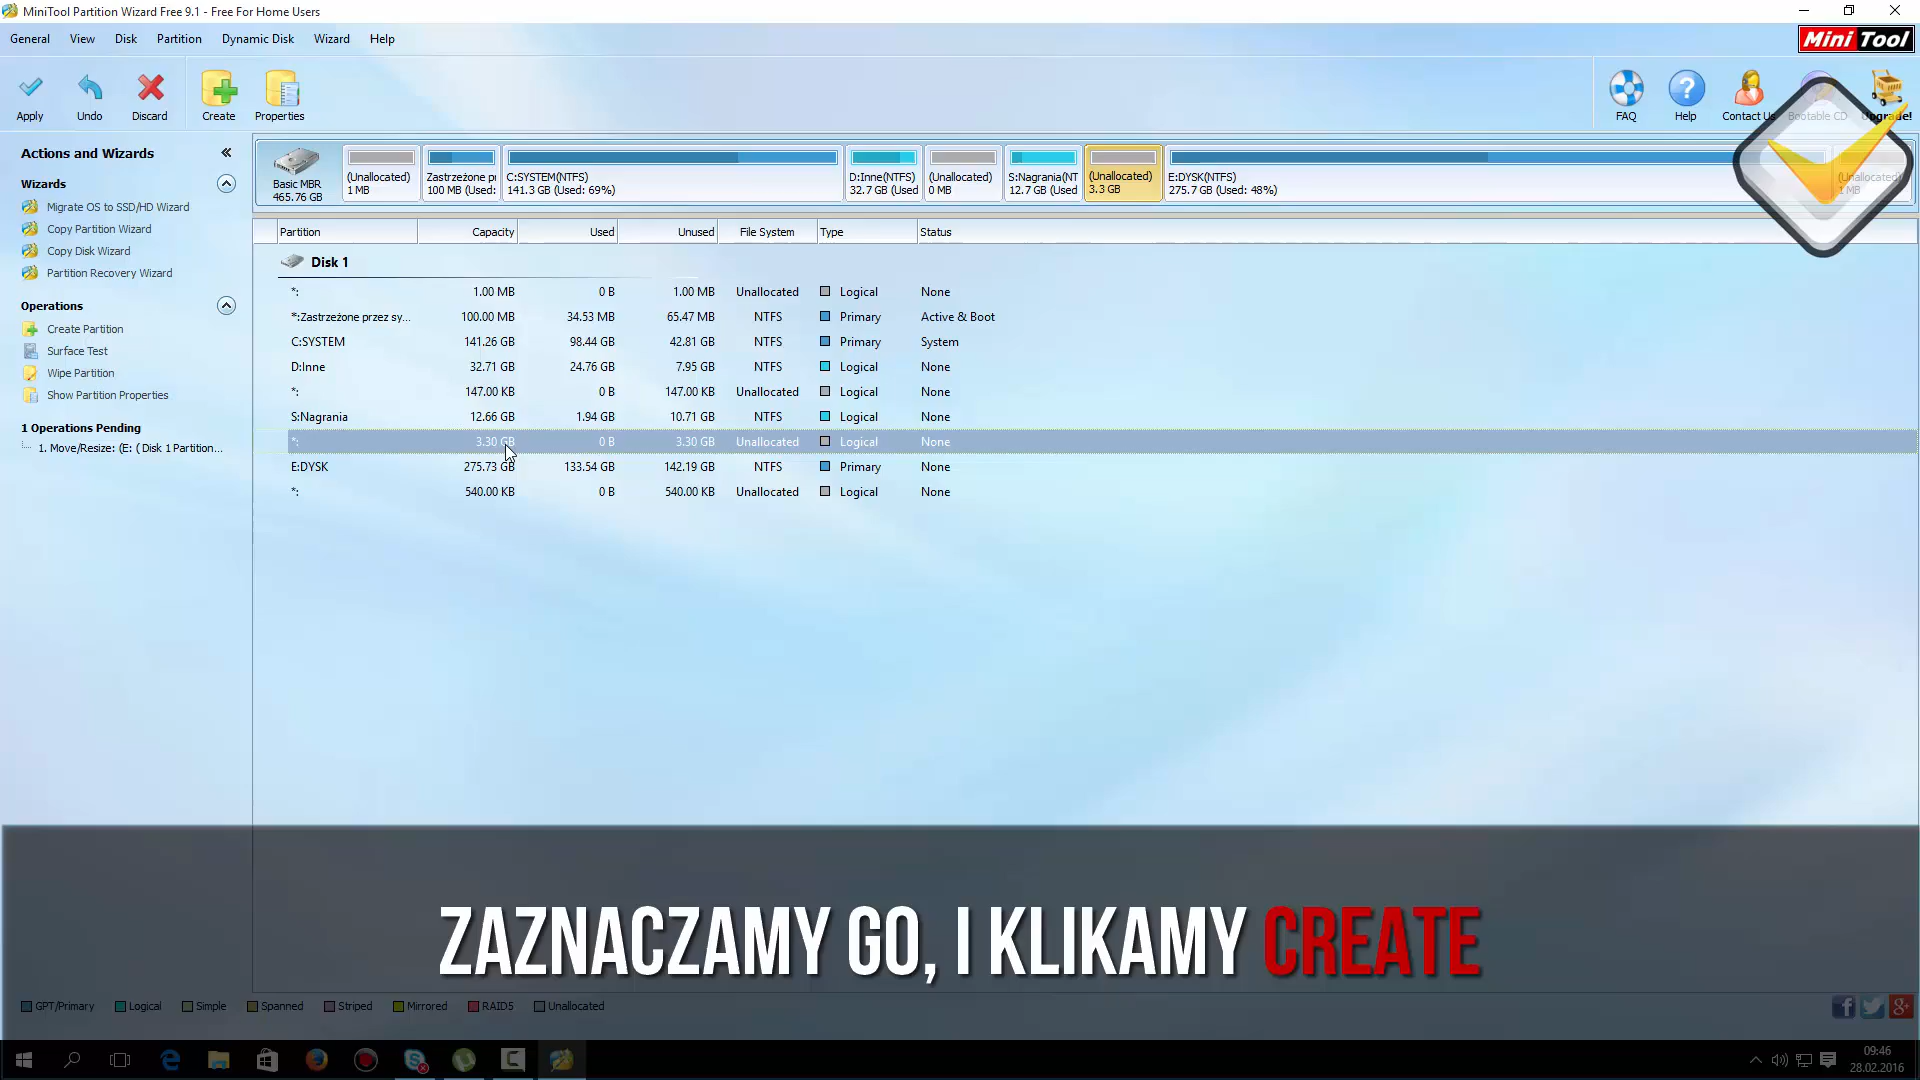 MiniTool Partition Wizard Free 9.1 - Free For Home Users
General View Disk Partition Dynamic Disk Wizard Help
Mini Tool
Apply Undo Discard Create Properties
FAQ Help Contact Us Bootable CD Upgrade!
Actions and Wizards
Wizards
Migrate OS to SSD/HD Wizard
Copy Partition Wizard
Copy Disk Wizard
Partition Recovery Wizard
Operations
Create Partition
Surface Test
Wipe Partition
Show Partition Properties
1 Operations Pending
1. Move/Resize: (E: ( Disk 1 Partition...
Basic MBR
465.76 GB
(Unallocated)
1 MB
Zastrzeżone pr
100 MB (Used:
C:SYSTEM(NTFS)
141.3 GB (Used: 69%)
D:Inne(NTFS)
32.7 GB (Used
(Unallocated)
0 MB
S:Nagrania(NT
12.7 GB (Used
(Unallocated)
3.3 GB
E:DYSK(NTFS)
275.7 GB (Used: 48%)
(Unallocated)
1 MB
Partition Capacity Used Unused File System Type Status
Disk 1
*: 1.00 MB 0 B 1.00 MB Unallocated Logical None
*:Zastrzeżone przez sy... 100.00 MB 34.53 MB 65.47 MB NTFS Primary Active & Boot
C:SYSTEM 141.26 GB 98.44 GB 42.81 GB NTFS Primary System
D:Inne 32.71 GB 24.76 GB 7.95 GB NTFS Logical None
*: 147.00 KB 0 B 147.00 KB Unallocated Logical None
S:Nagrania 12.66 GB 1.94 GB 10.71 GB NTFS Logical None
*: 3.30 GB 0 B 3.30 GB Unallocated Logical None
E:DYSK 275.73 GB 133.54 GB 142.19 GB NTFS Primary None
*: 540.00 KB 0 B 540.00 KB Unallocated Logical None
ZAZNACZAMY GO, I KLIKAMY CREATE
GPT/Primary Logical Simple Spanned Striped Mirrored RAID5 Unallocated
09:46
28.02.2016